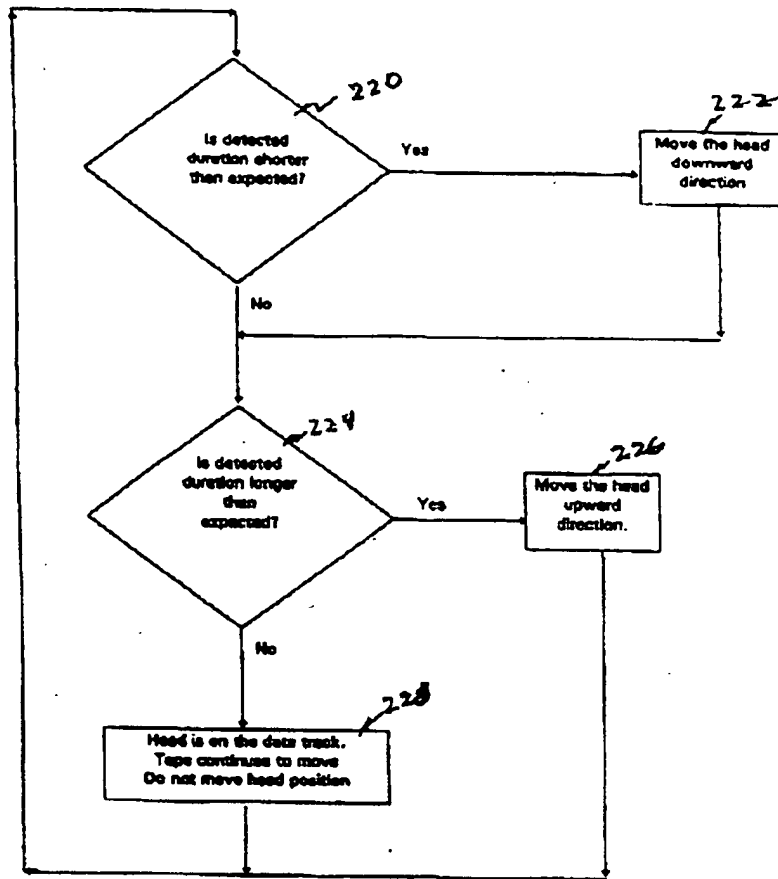 220
Is detected
duration shorter
then expected?
Yes
222
Move the head
downward
direction
No
224
Is detected
duration longer
then
expected?
Yes
226
Move the head
upward
direction.
No
228
Head is on the data track.
Tape continues to move
Do not move head position